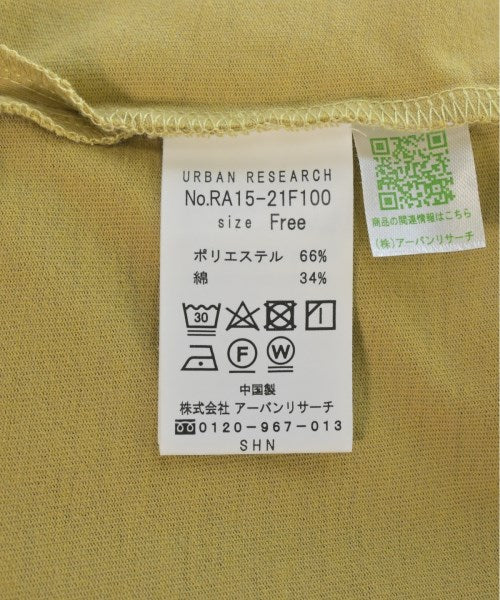 URBAN RESEARCH
No.RA15-21F100
size Free
ポリエステル 66%
綿 34%
30
F W
中国製
株式会社 アーバンリサーチ
0120-967-013
SHN
商品の関連情報はこちら
(株)アーバンリサーチ